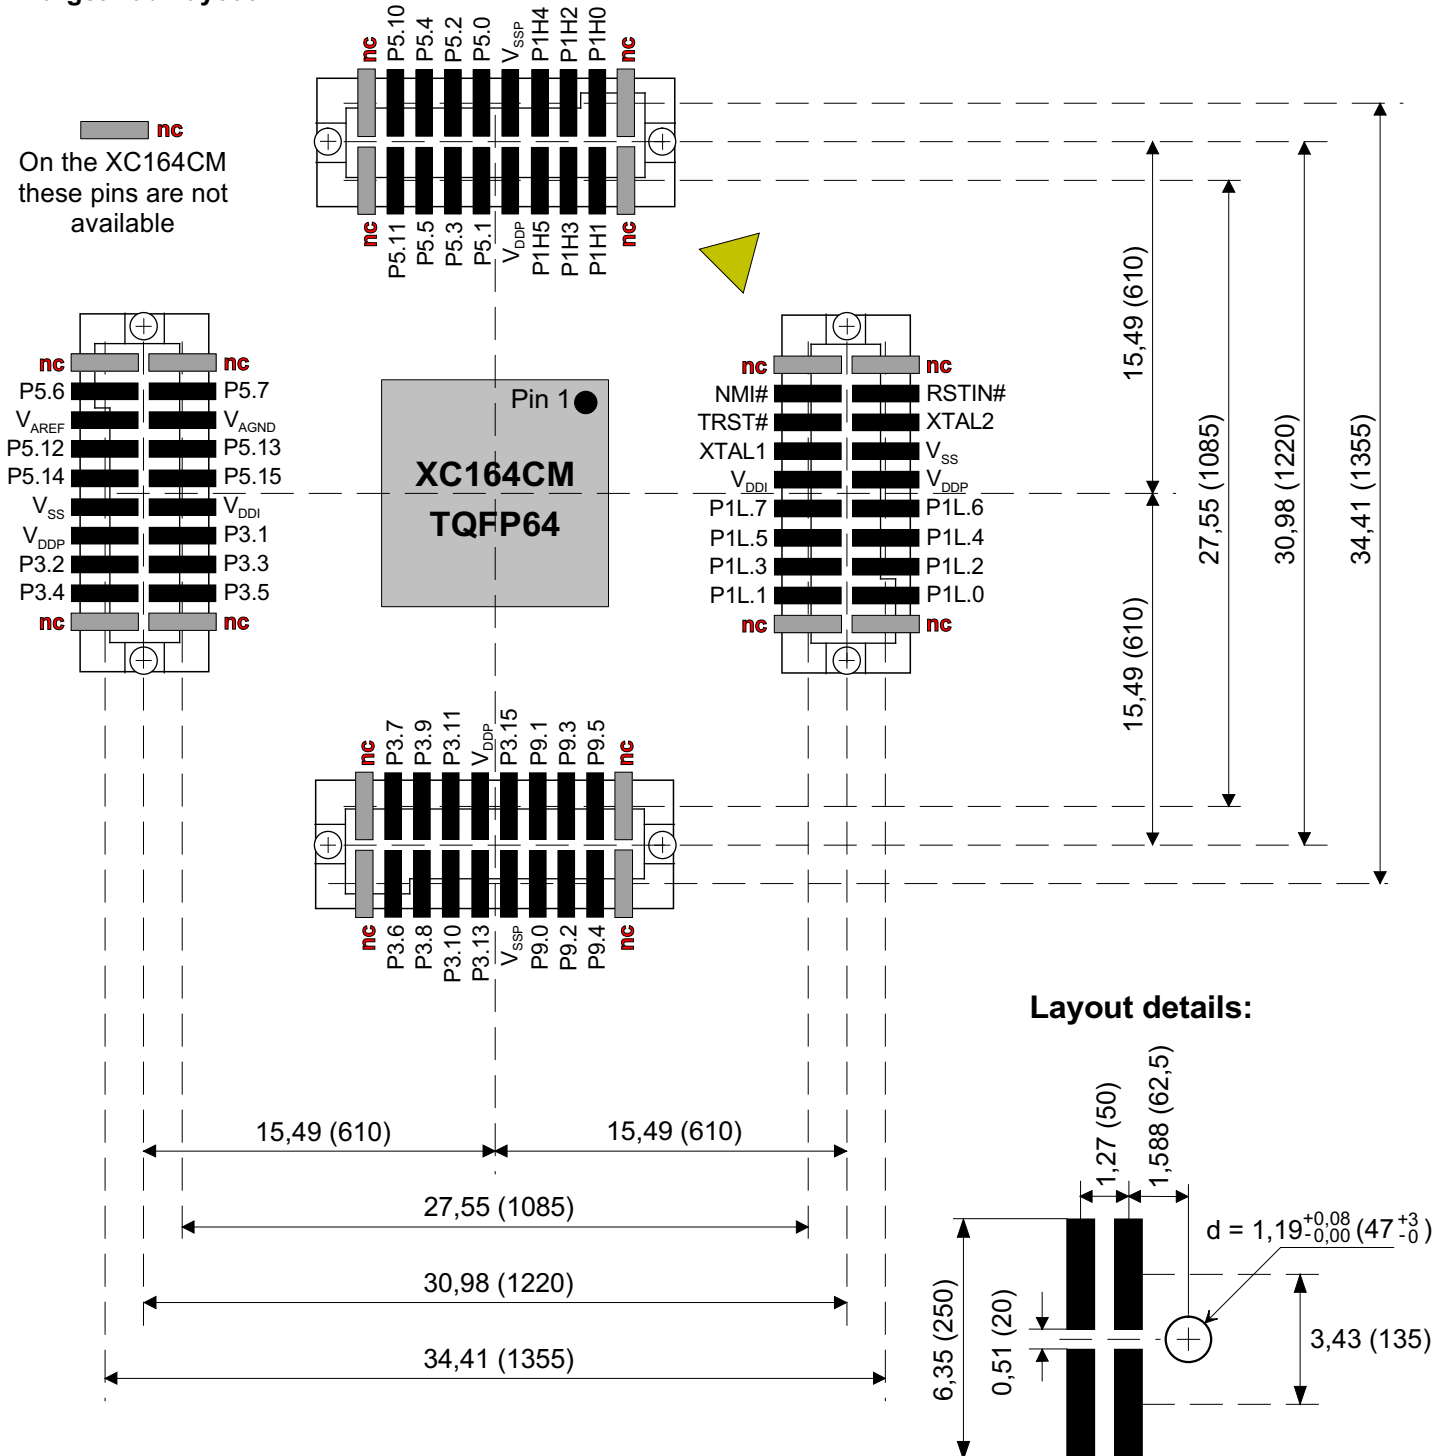 nc P5.10 P5.4 P5.2 P5.0 VSSP P1H4 P1H2 P1H0 nc
nc
On the XC164CM
these pins are not
available
nc P5.11 P5.5 P5.3 P5.1 VDDP P1H5 P1H3 P1H1 nc
nc nc
P5.6 P5.7
VAREF VAGND
P5.12 P5.13
P5.14 P5.15
VSS VDDI
VDDP P3.1
P3.2 P3.3
P3.4 P3.5
nc nc
Pin 1
XC164CM
TQFP64
nc nc
NMI# RSTIN#
TRST# XTAL2
XTAL1 VSS
VDDI VDDP
P1L.7 P1L.6
P1L.5 P1L.4
P1L.3 P1L.2
P1L.1 P1L.0
nc nc
15,49 (610)
15,49 (610)
27,55 (1085)
30,98 (1220)
34,41 (1355)
nc P3.7 P3.9 P3.11 VDDP P3.15 P9.1 P9.3 P9.5 nc
nc P3.6 P3.8 P3.10 P3.13 VSSP P9.0 P9.2 P9.4 nc
15,49 (610) 15,49 (610)
27,55 (1085)
30,98 (1220)
34,41 (1355)
Layout details:
1,27 (50)
1,588 (62,5)
d = 1,19 +0,08 -0,00 (47 +3 -0 )
6,35 (250)
0,51 (20)
3,43 (135)